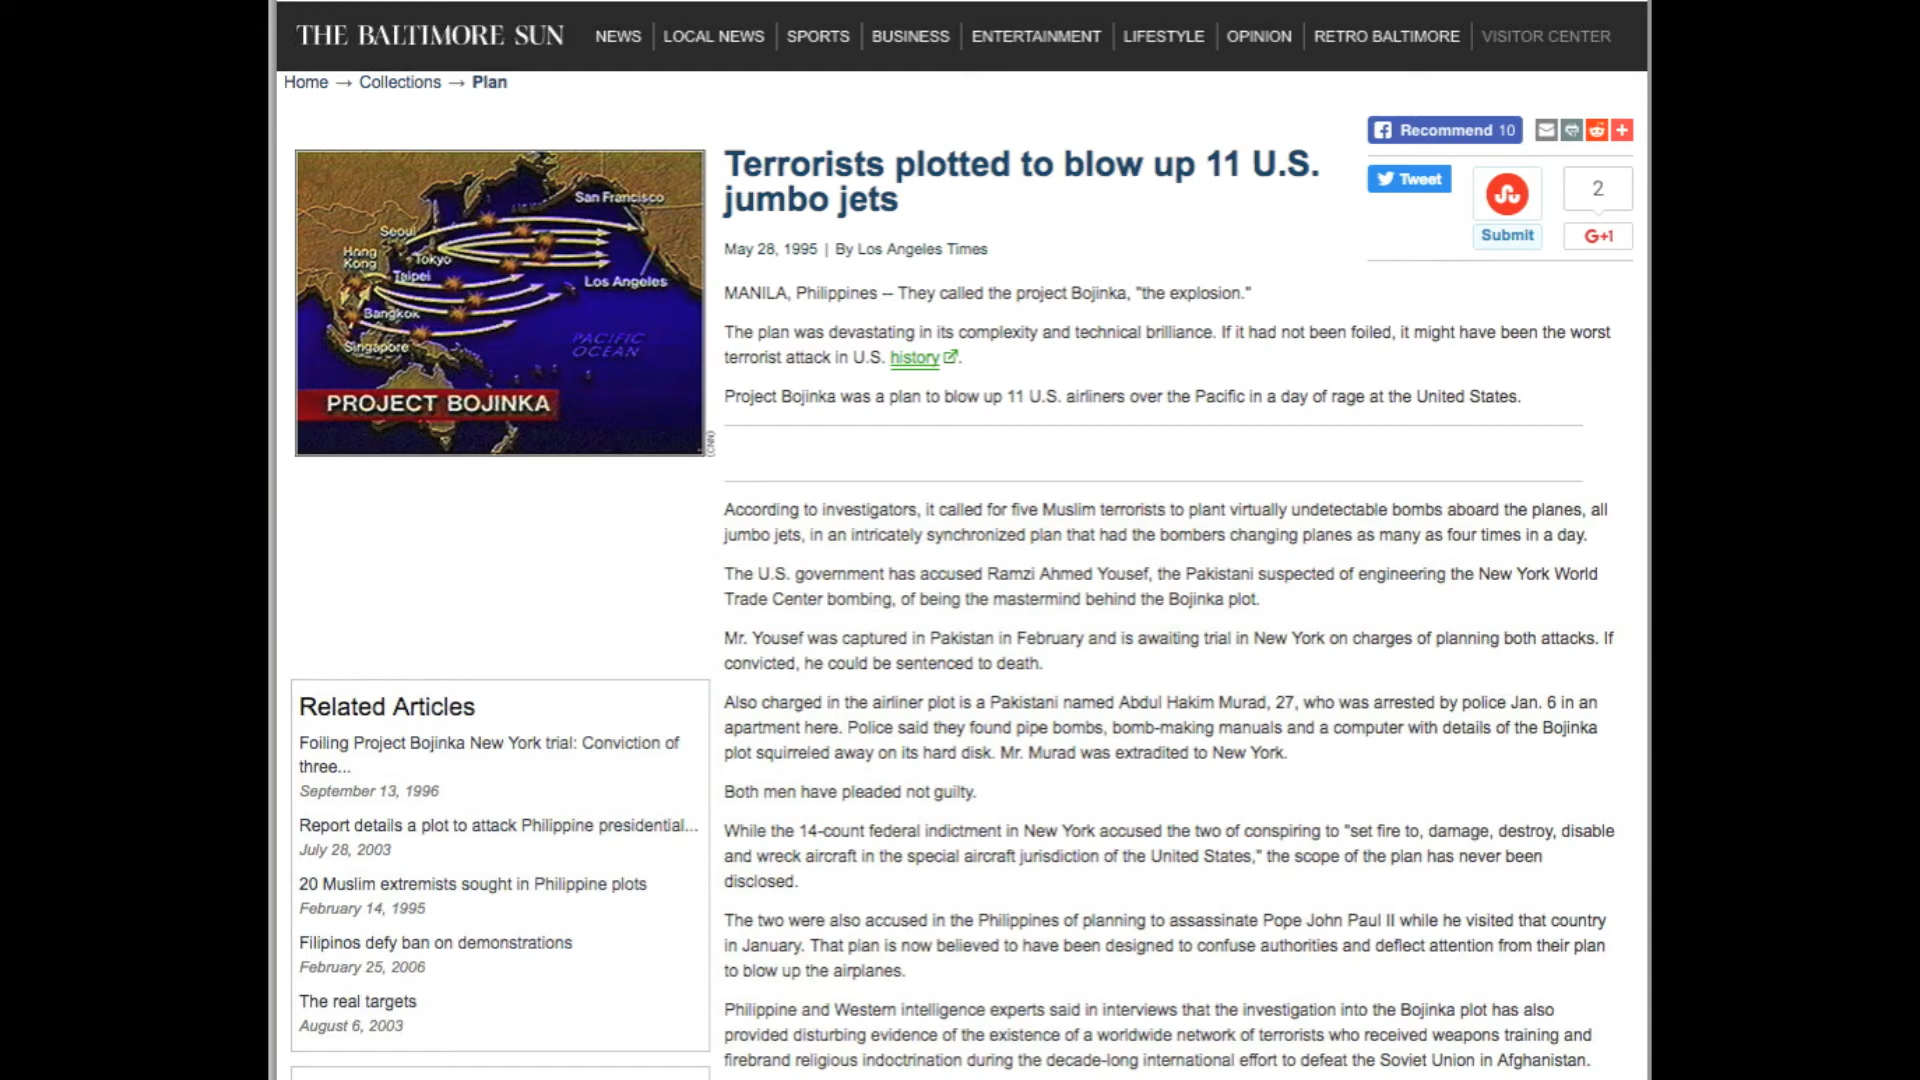 THE BALTIMORE SUN
NEWS
LOCAL NEWS
SPORTS
BUSINESS
ENTERTAINMENT
LIFESTYLE
OPINION
RETRO BALTIMORE
VISITOR CENTER
Home → Collections → Plan
Recommend 10
Tweet
Submit
2
G+1
San Francisco
Seoul
Hong
Kong
Tokyo
Taipei
Los Angeles
Bangkok
Singapore
PACIFIC
OCEAN
PROJECT BOJINKA
(CNN)
Terrorists plotted to blow up 11 U.S.
jumbo jets
May 28, 1995 | By Los Angeles Times
MANILA, Philippines -- They called the project Bojinka, "the explosion."
The plan was devastating in its complexity and technical brilliance. If it had not been foiled, it might have been the worst
terrorist attack in U.S. history.
Project Bojinka was a plan to blow up 11 U.S. airliners over the Pacific in a day of rage at the United States.
According to investigators, it called for five Muslim terrorists to plant virtually undetectable bombs aboard the planes, all
jumbo jets, in an intricately synchronized plan that had the bombers changing planes as many as four times in a day.
The U.S. government has accused Ramzi Ahmed Yousef, the Pakistani suspected of engineering the New York World
Trade Center bombing, of being the mastermind behind the Bojinka plot.
Mr. Yousef was captured in Pakistan in February and is awaiting trial in New York on charges of planning both attacks. If
convicted, he could be sentenced to death.
Also charged in the airliner plot is a Pakistani named Abdul Hakim Murad, 27, who was arrested by police Jan. 6 in an
apartment here. Police said they found pipe bombs, bomb-making manuals and a computer with details of the Bojinka
plot squirreled away on its hard disk. Mr. Murad was extradited to New York.
Both men have pleaded not guilty.
While the 14-count federal indictment in New York accused the two of conspiring to "set fire to, damage, destroy, disable
and wreck aircraft in the special aircraft jurisdiction of the United States," the scope of the plan has never been
disclosed.
The two were also accused in the Philippines of planning to assassinate Pope John Paul II while he visited that country
in January. That plan is now believed to have been designed to confuse authorities and deflect attention from their plan
to blow up the airplanes.
Philippine and Western intelligence experts said in interviews that the investigation into the Bojinka plot has also
provided disturbing evidence of the existence of a worldwide network of terrorists who received weapons training and
firebrand religious indoctrination during the decade-long international effort to defeat the Soviet Union in Afghanistan.
Related Articles
Foiling Project Bojinka New York trial: Conviction of
three...
September 13, 1996
Report details a plot to attack Philippine presidential...
July 28, 2003
20 Muslim extremists sought in Philippine plots
February 14, 1995
Filipinos defy ban on demonstrations
February 25, 2006
The real targets
August 6, 2003